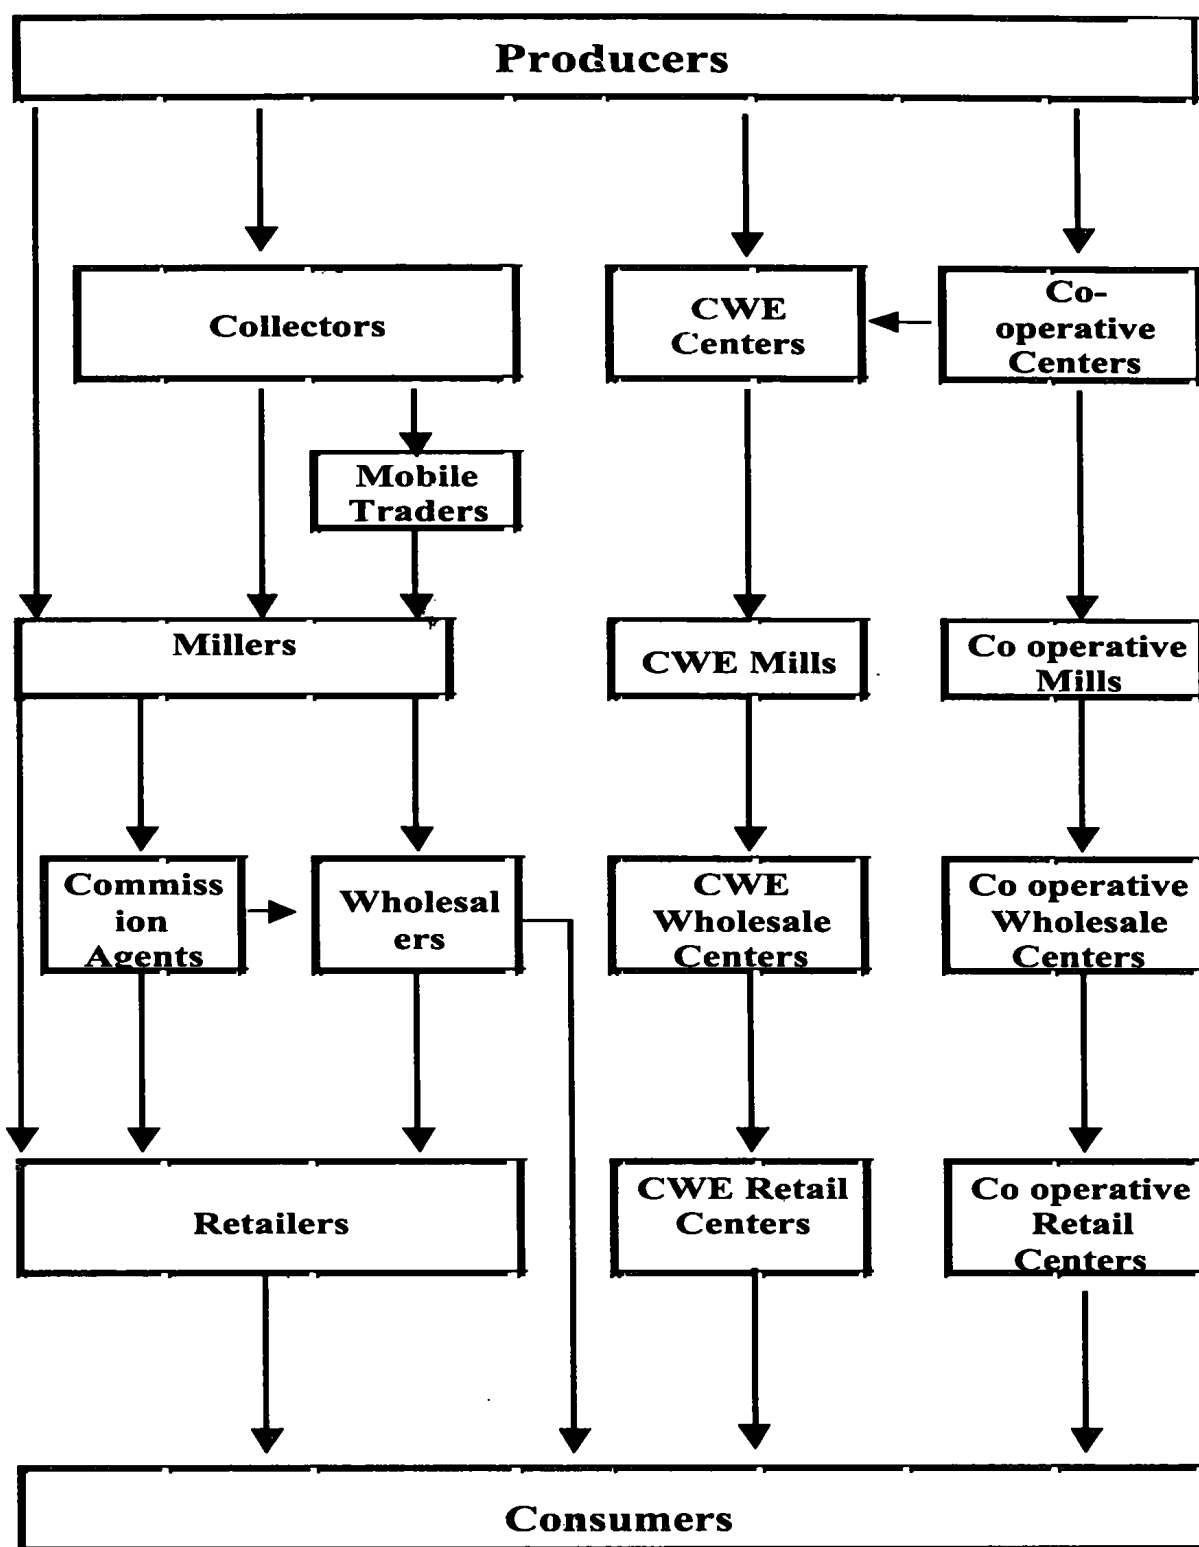 Producers
Collectors
CWE
Centers
Co-
operative
Centers
Mobile
Traders
Millers
CWE Mills
Co operative
Mills
Commiss
ion
Agents
Wholesal
ers
CWE
Wholesale
Centers
Co operative
Wholesale
Centers
Retailers
CWE Retail
Centers
Co operative
Retail
Centers
Consumers